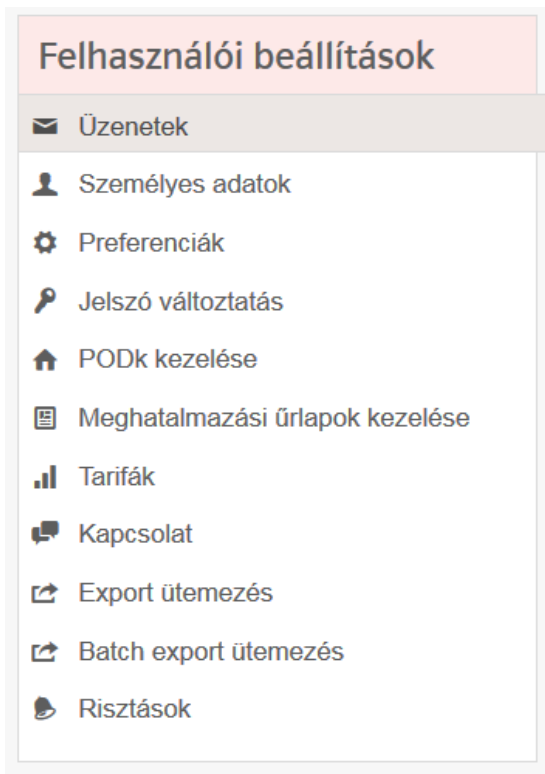 Felhasználói beállítások
Üzenetek
Személyes adatok
Preferenciák
Jelszó változtatás
PODk kezelése
Meghatalmazási űrlapok kezelése
Tarifák
Kapcsolat
Export ütemezés
Batch export ütemezés
Risztások